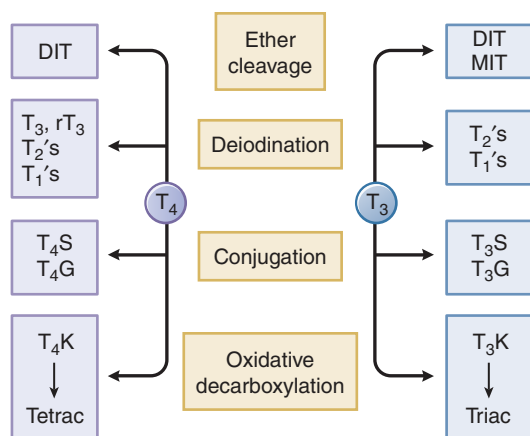 DIT
Ether
cleavage
DIT
MIT
T₃, rT₃
T₂′s
T₁′s
Deiodination
T₂′s
T₁′s
T₄
T₃
T₄S
T₄G
Conjugation
T₃S
T₃G
T₄K
Tetrac
Oxidative
decarboxylation
T₃K
Triac